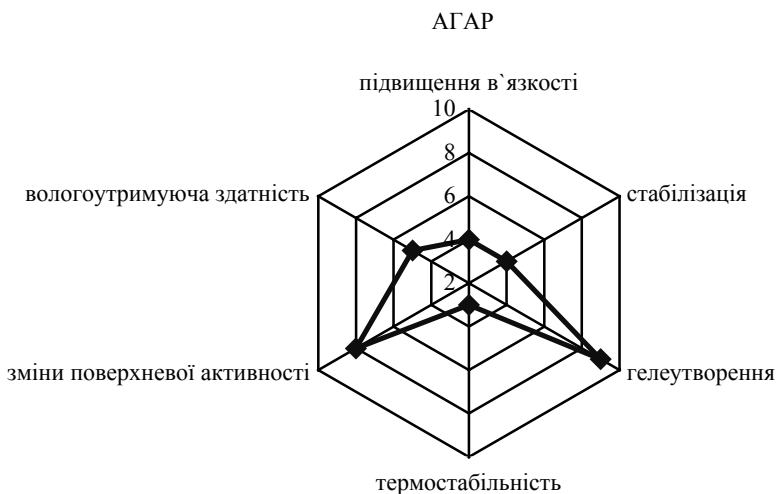 АГАР
підвищення в`язкості
10
8
вологоутримуюча здатність
6
стабілізація
4
2
зміни поверхневої активності
гелеутворення
термостабільність